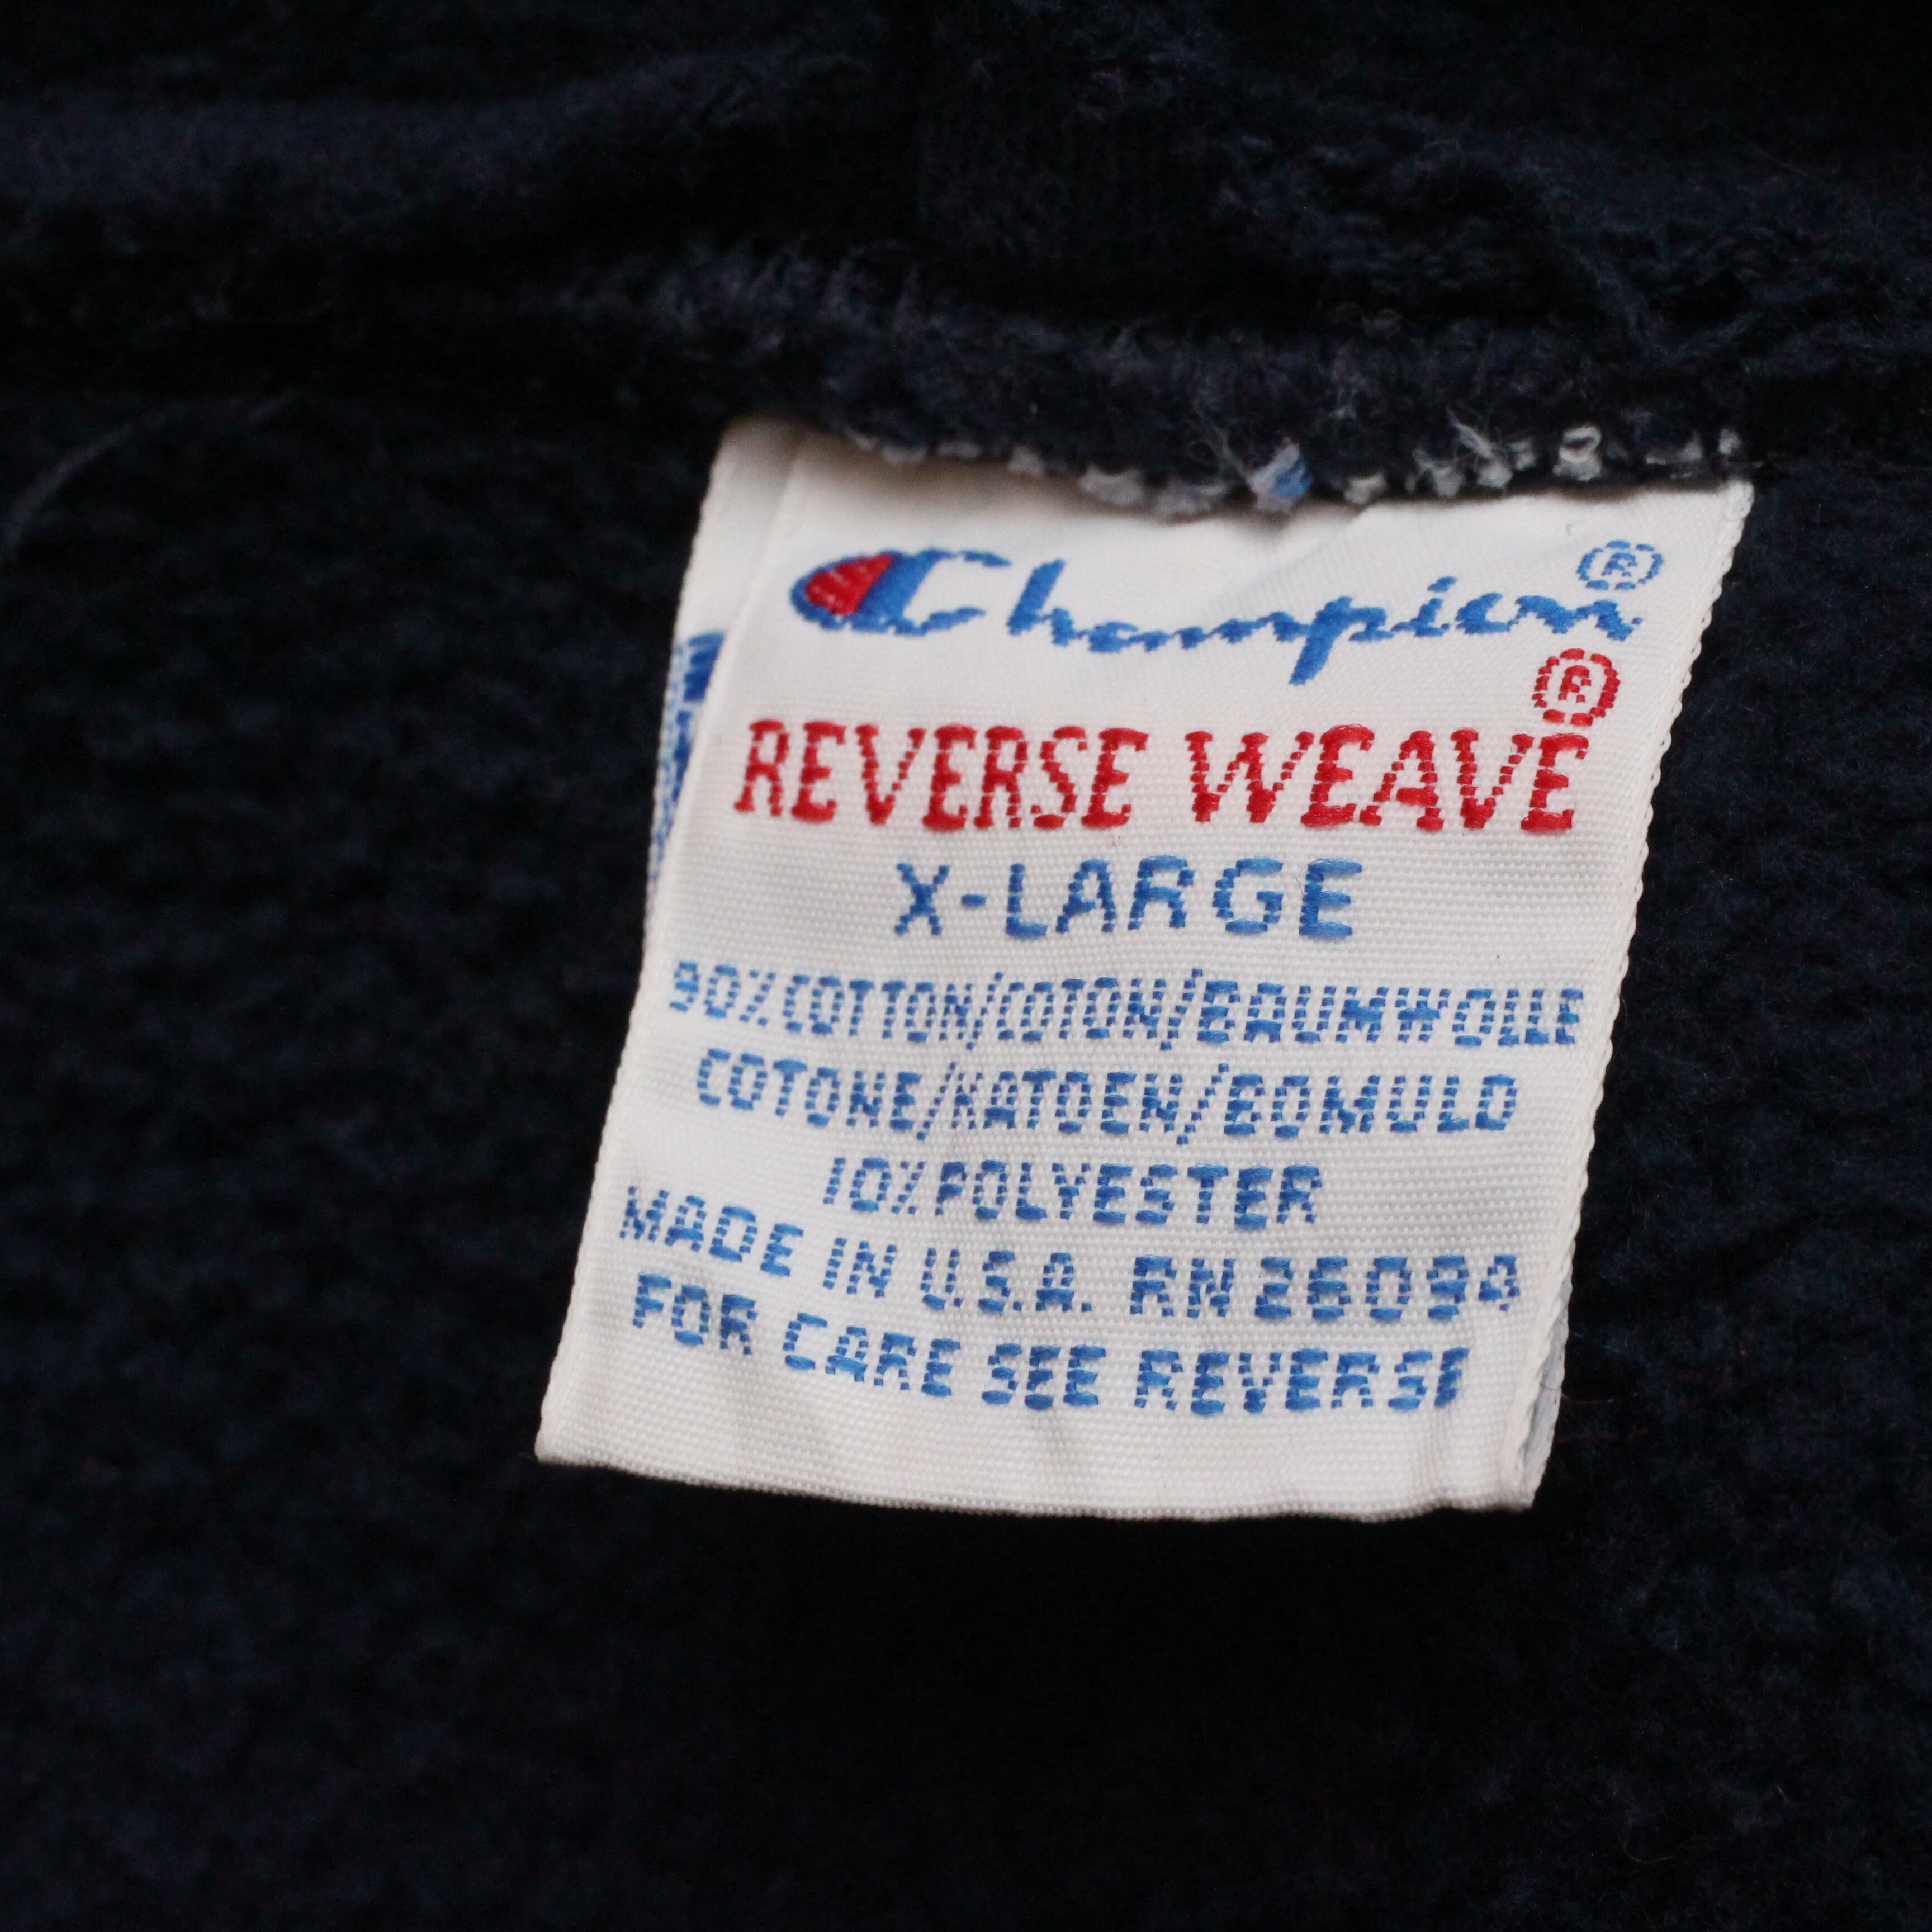 Champion®
REVERSE WEAVE®
X-LARGE
90% COTTON/COTON/BAUMWOLLE
COTONE/KATOEN/BOMULD
10% POLYESTER
MADE IN U.S.A. RN 26094
FOR CARE SEE REVERSE